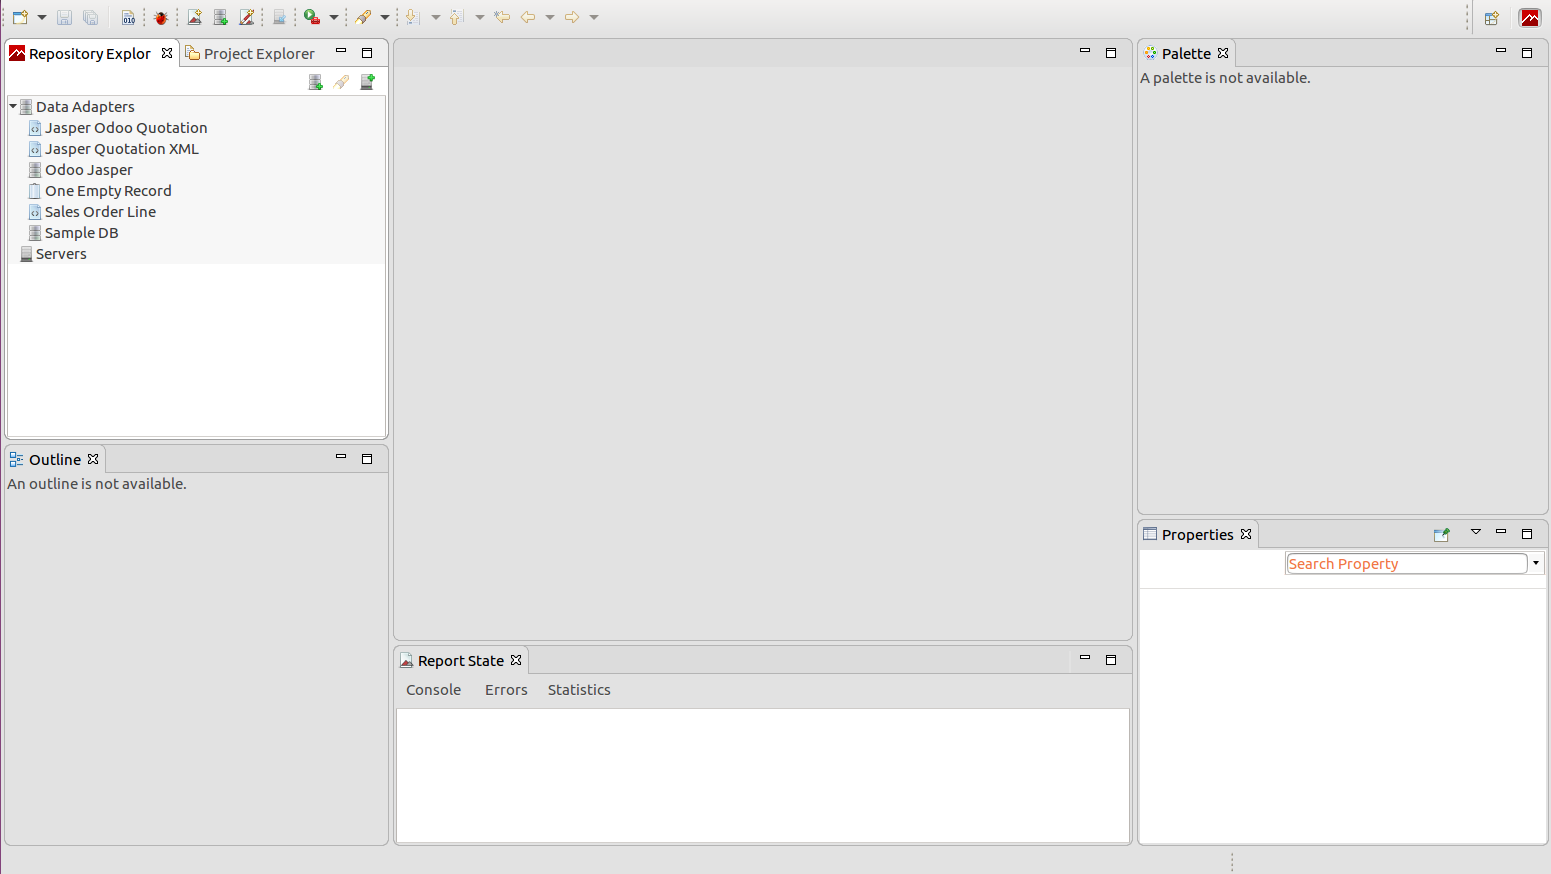 010
Repository Explor
Project Explorer
Data Adapters
Jasper Odoo Quotation
Jasper Quotation XML
Odoo Jasper
One Empty Record
Sales Order Line
Sample DB
Servers
Outline
An outline is not available.
Report State
Console Errors Statistics
Palette
A palette is not available.
Properties
Search Property